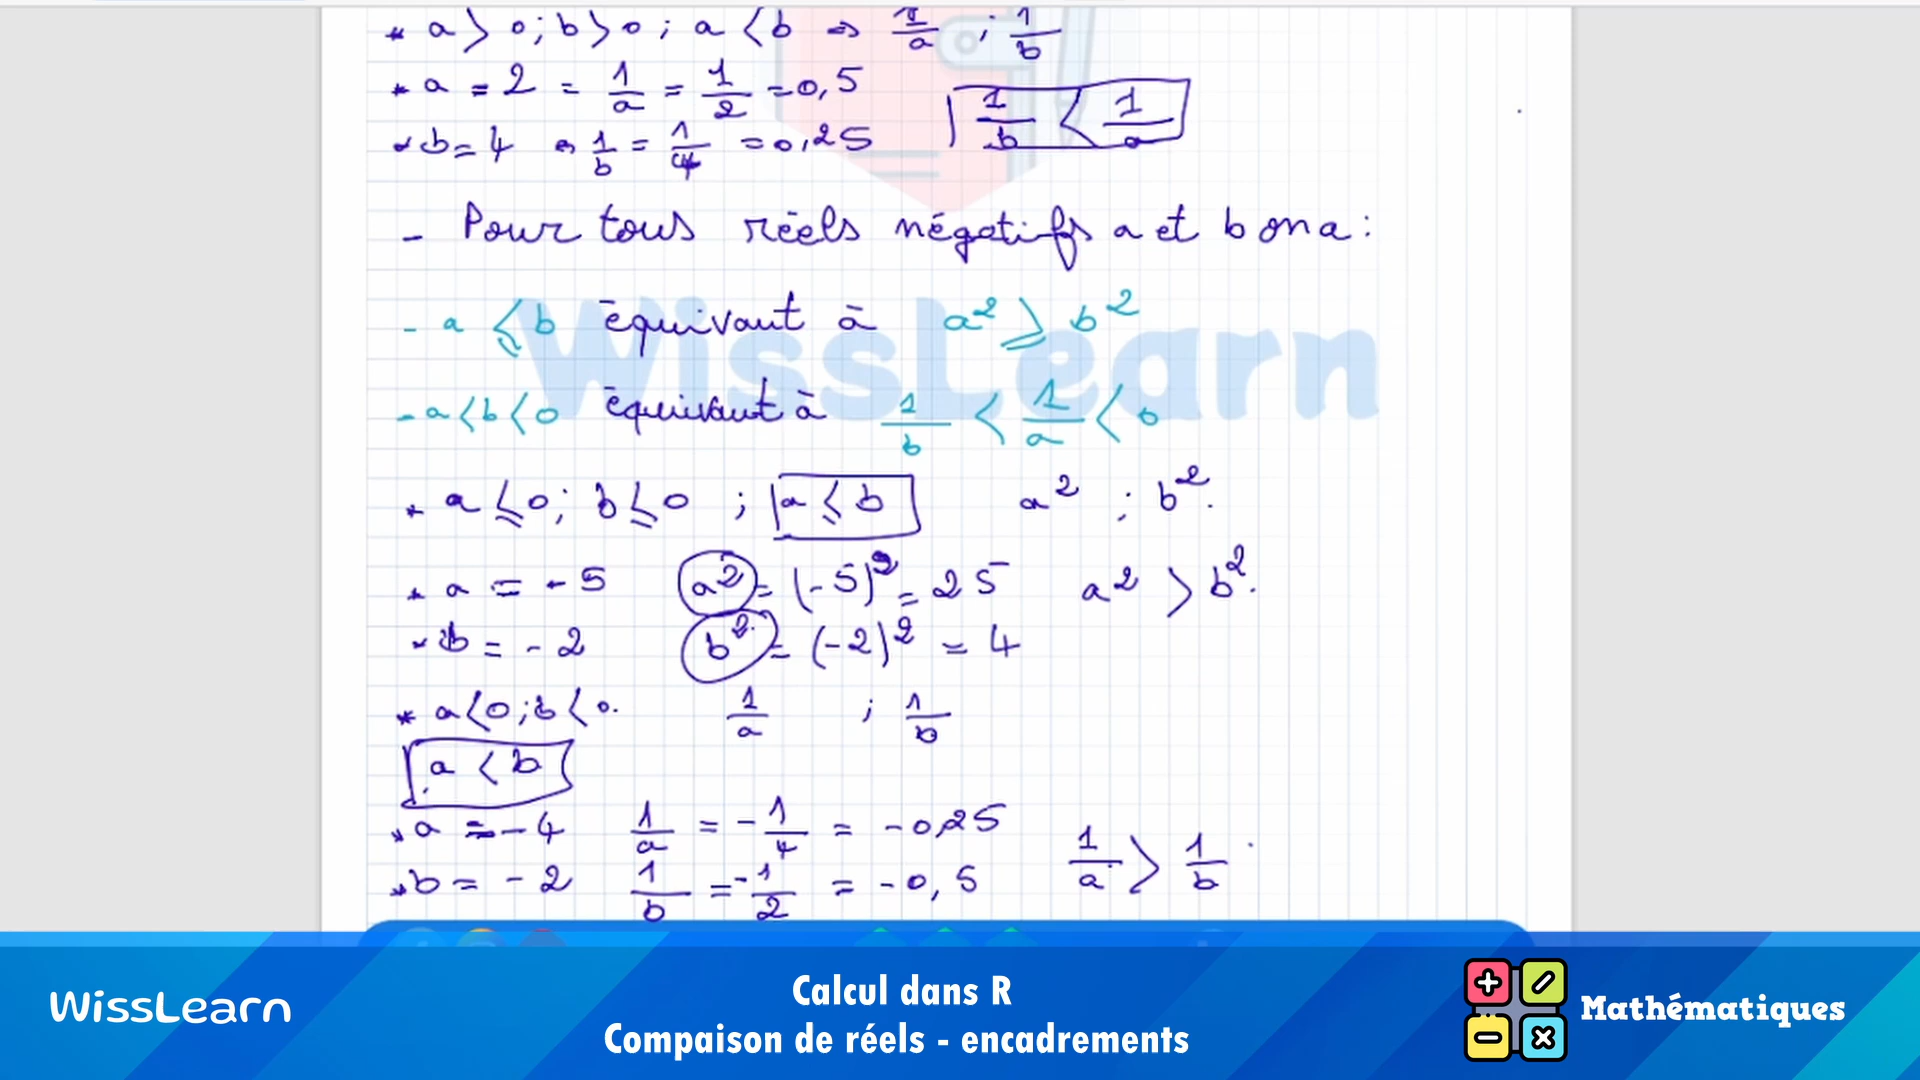 * a > 0 ; b > 0 ; a < b ⇒ 1/a ; 1/b
* a = 2 = 1/a = 1/2 = 0,5
1/b < 1/a
* b = 4 ⇒ 1/b = 1/4 = 0,25
- Pour tous réels négatifs a et b on a :
- a ⩽ b équivaut à a² ⩾ b²
- a < b < 0 équivaut à 1/b < 1/a < 0
* a ⩽ 0 ; b ⩽ 0 ; a ⩽ b a² ; b².
* a = -5 a² = (-5)² = 25 a² > b².
* b = -2 b² = (-2)² = 4
* a < 0 ; b < 0. 1/a ; 1/b
a < b
* a = -4 1/a = -1/4 = -0,25
1/a > 1/b
* b = -2 1/b = -1/2 = -0,5
WissLearn
WissLearn
Calcul dans R
Compaison de réels - encadrements
Mathématiques